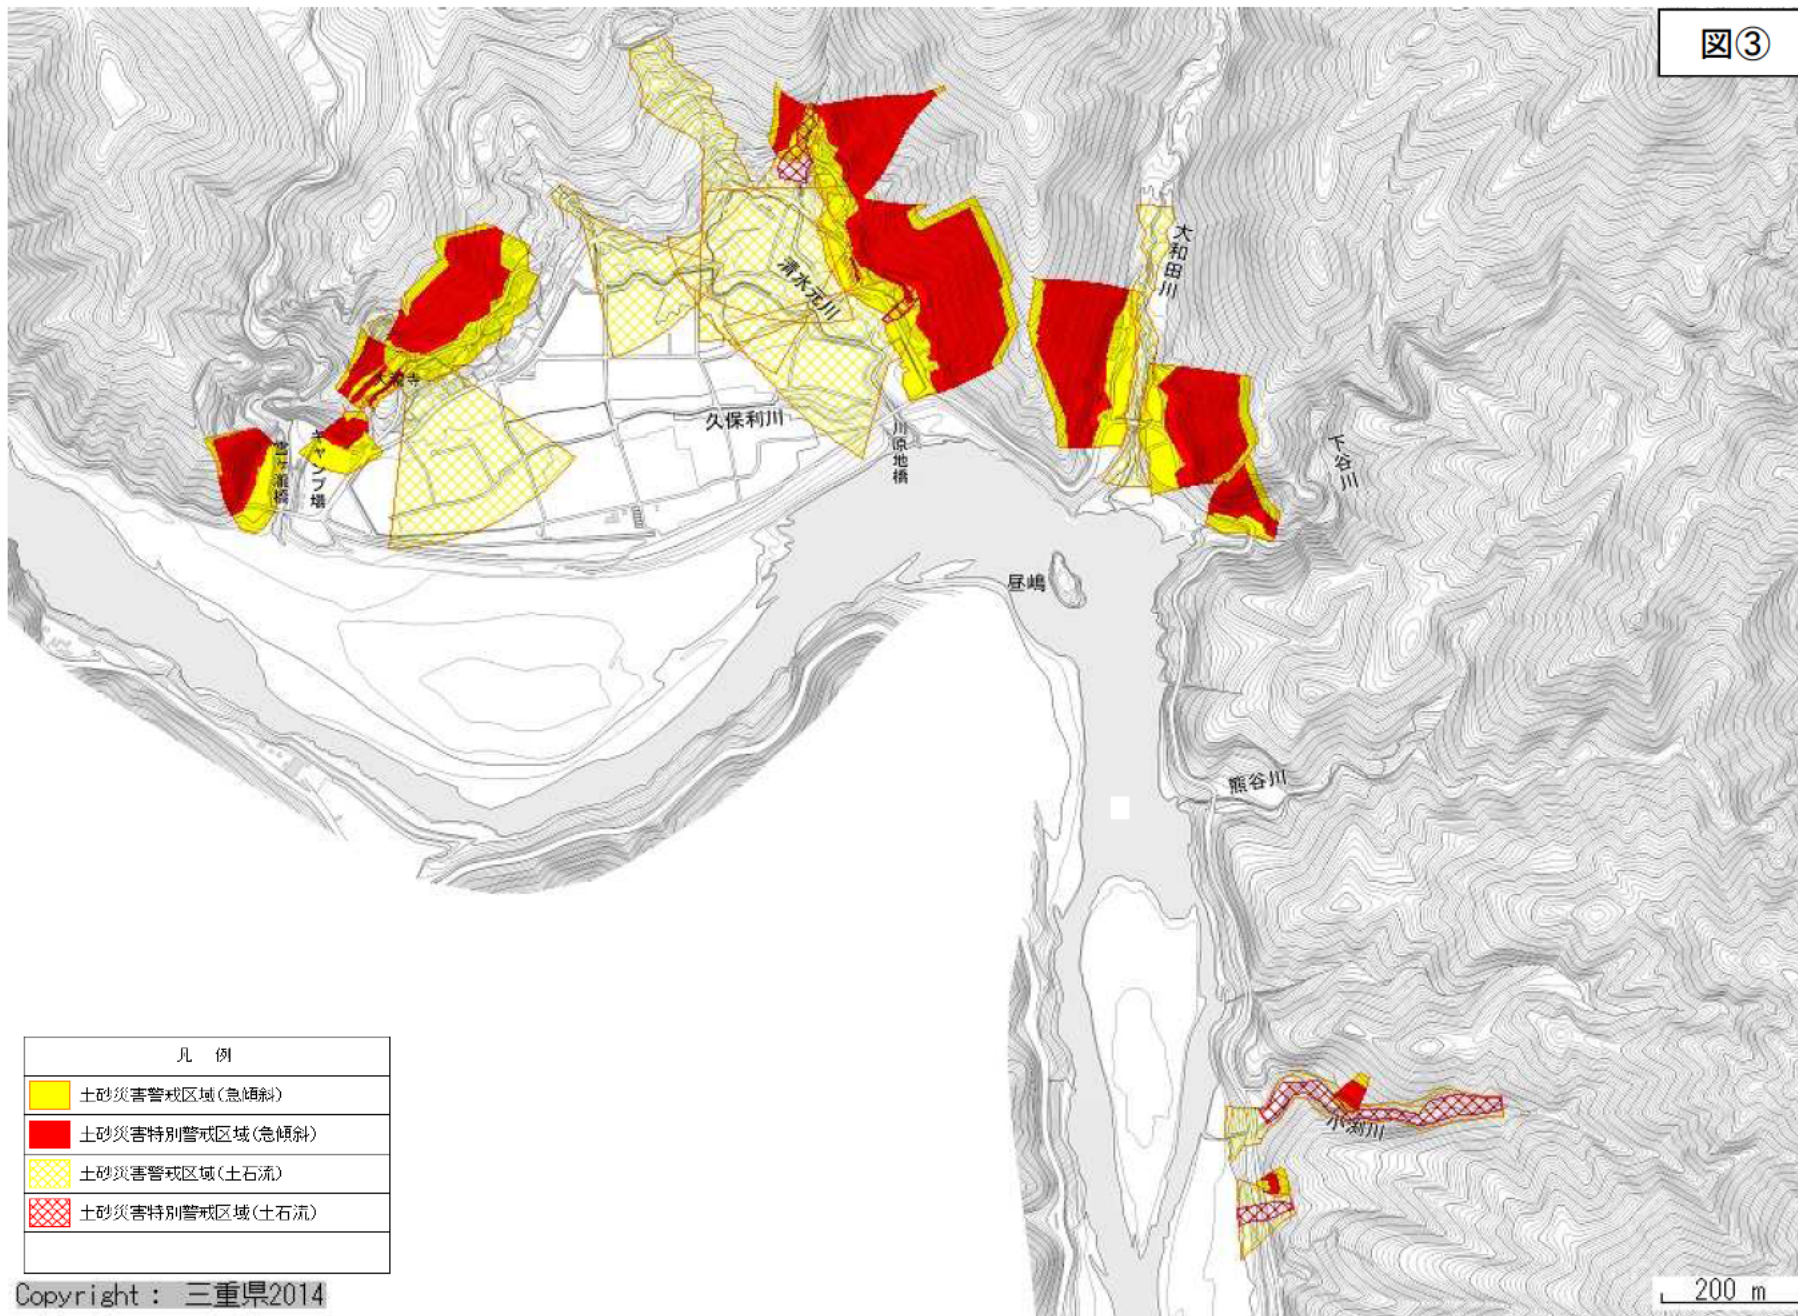 図③
大和田川
清水元川
久保利川
川原地橋
キャンプ場
下谷川
昼嶋
熊谷川
小渕川
凡 例
土砂災害警戒区域(急傾斜)
土砂災害特別警戒区域(急傾斜)
土砂災害警戒区域(土石流)
土砂災害特別警戒区域(土石流)
Copyright : 三重県2014
200 m